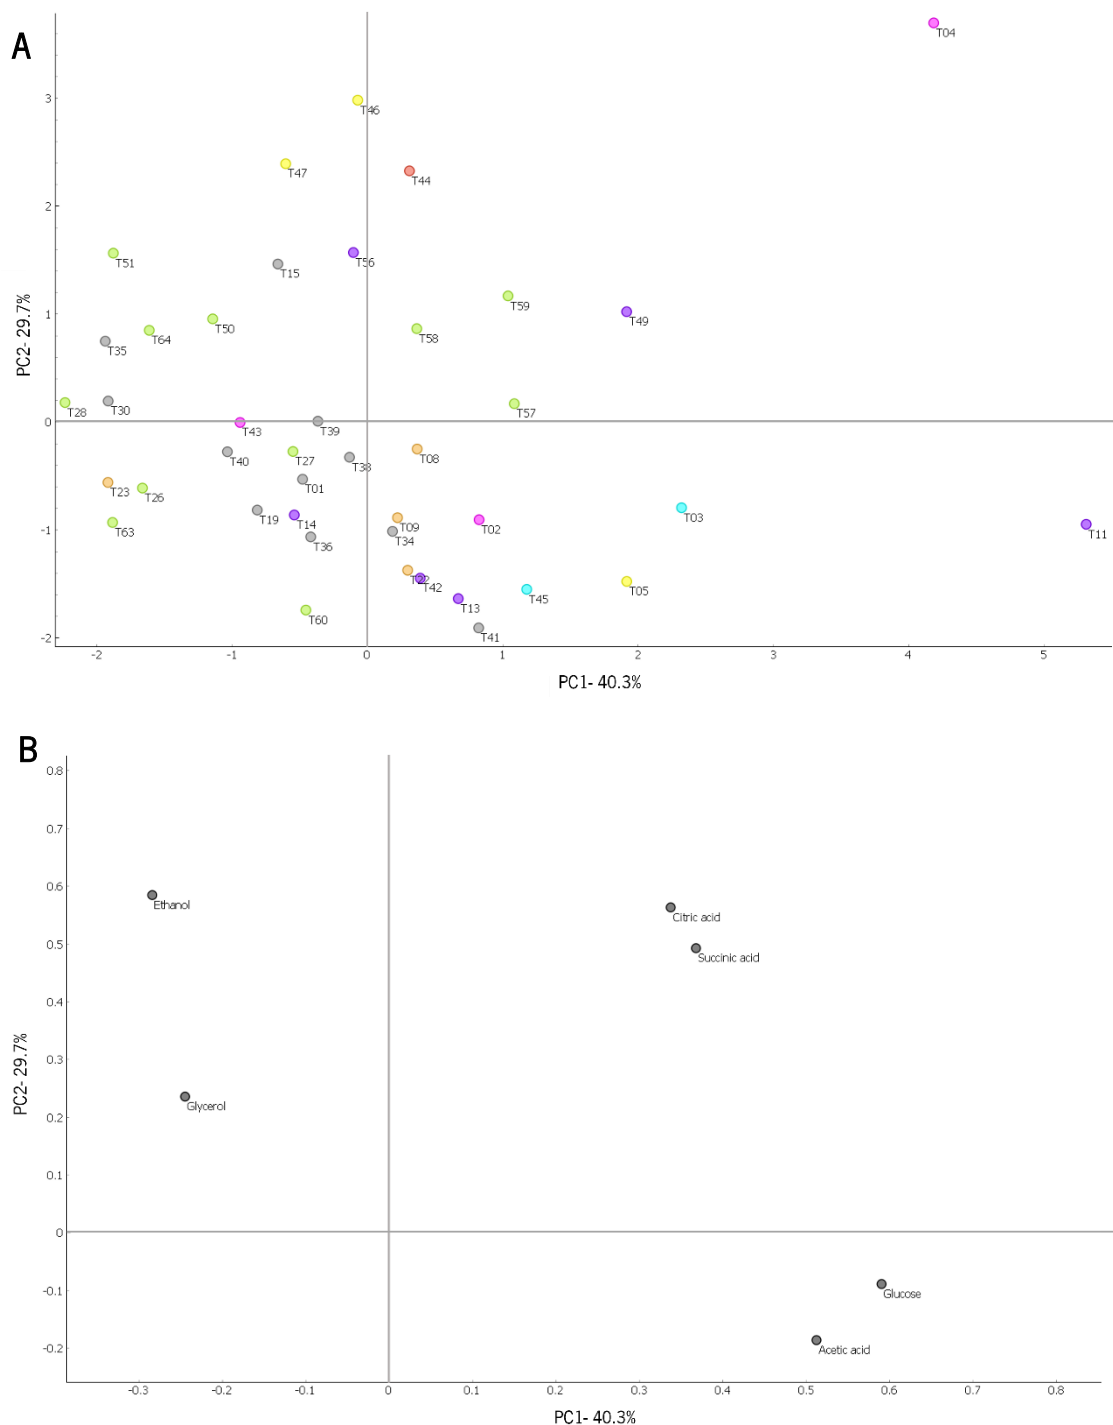 A
T04
3
T46
T47
T44
2
T51
T56
T15
T59
T49
1
T50
T64
T58
T35
PC2- 29.7%
T28
T30
T57
0
T43
T39
T40
T27
T38
T08
T23
T26
T01
T19
T14
T03
T63
T09
T02
T11
-1
T36
T34
T22
T42
T45
T05
T13
T60
T41
-2
-2 -1 0 1 2 3 4 5
PC1- 40.3%
B
0.8
0.7
0.6
Ethanol
Citric acid
0.5
Succinic acid
0.4
0.3
PC2- 29.7%
0.2
Glycerol
0.1
0
-0.1
Glucose
-0.2
Acetic acid
-0.3 -0.2 -0.1 0 0.1 0.2 0.3 0.4 0.5 0.6 0.7 0.8
PC1- 40.3%